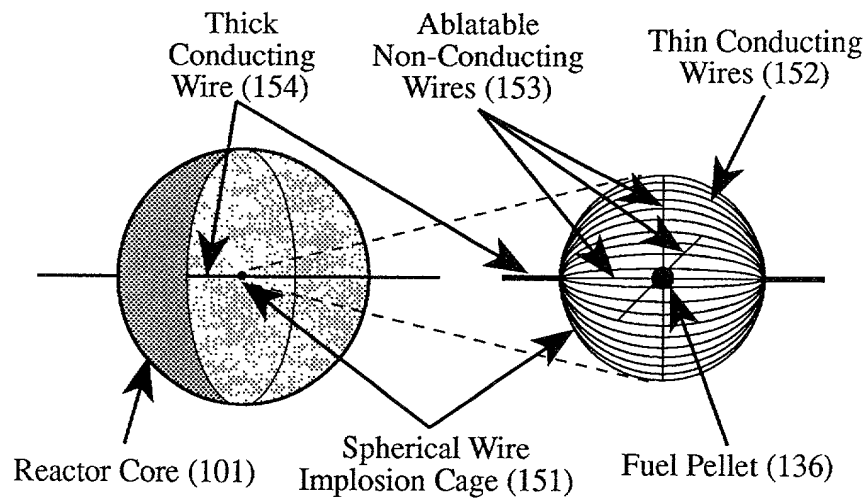 Thick
Conducting
Wire (154)
Ablatable
Non-Conducting
Wires (153)
Thin Conducting
Wires (152)
Reactor Core (101)
Spherical Wire
Implosion Cage (151)
Fuel Pellet (136)